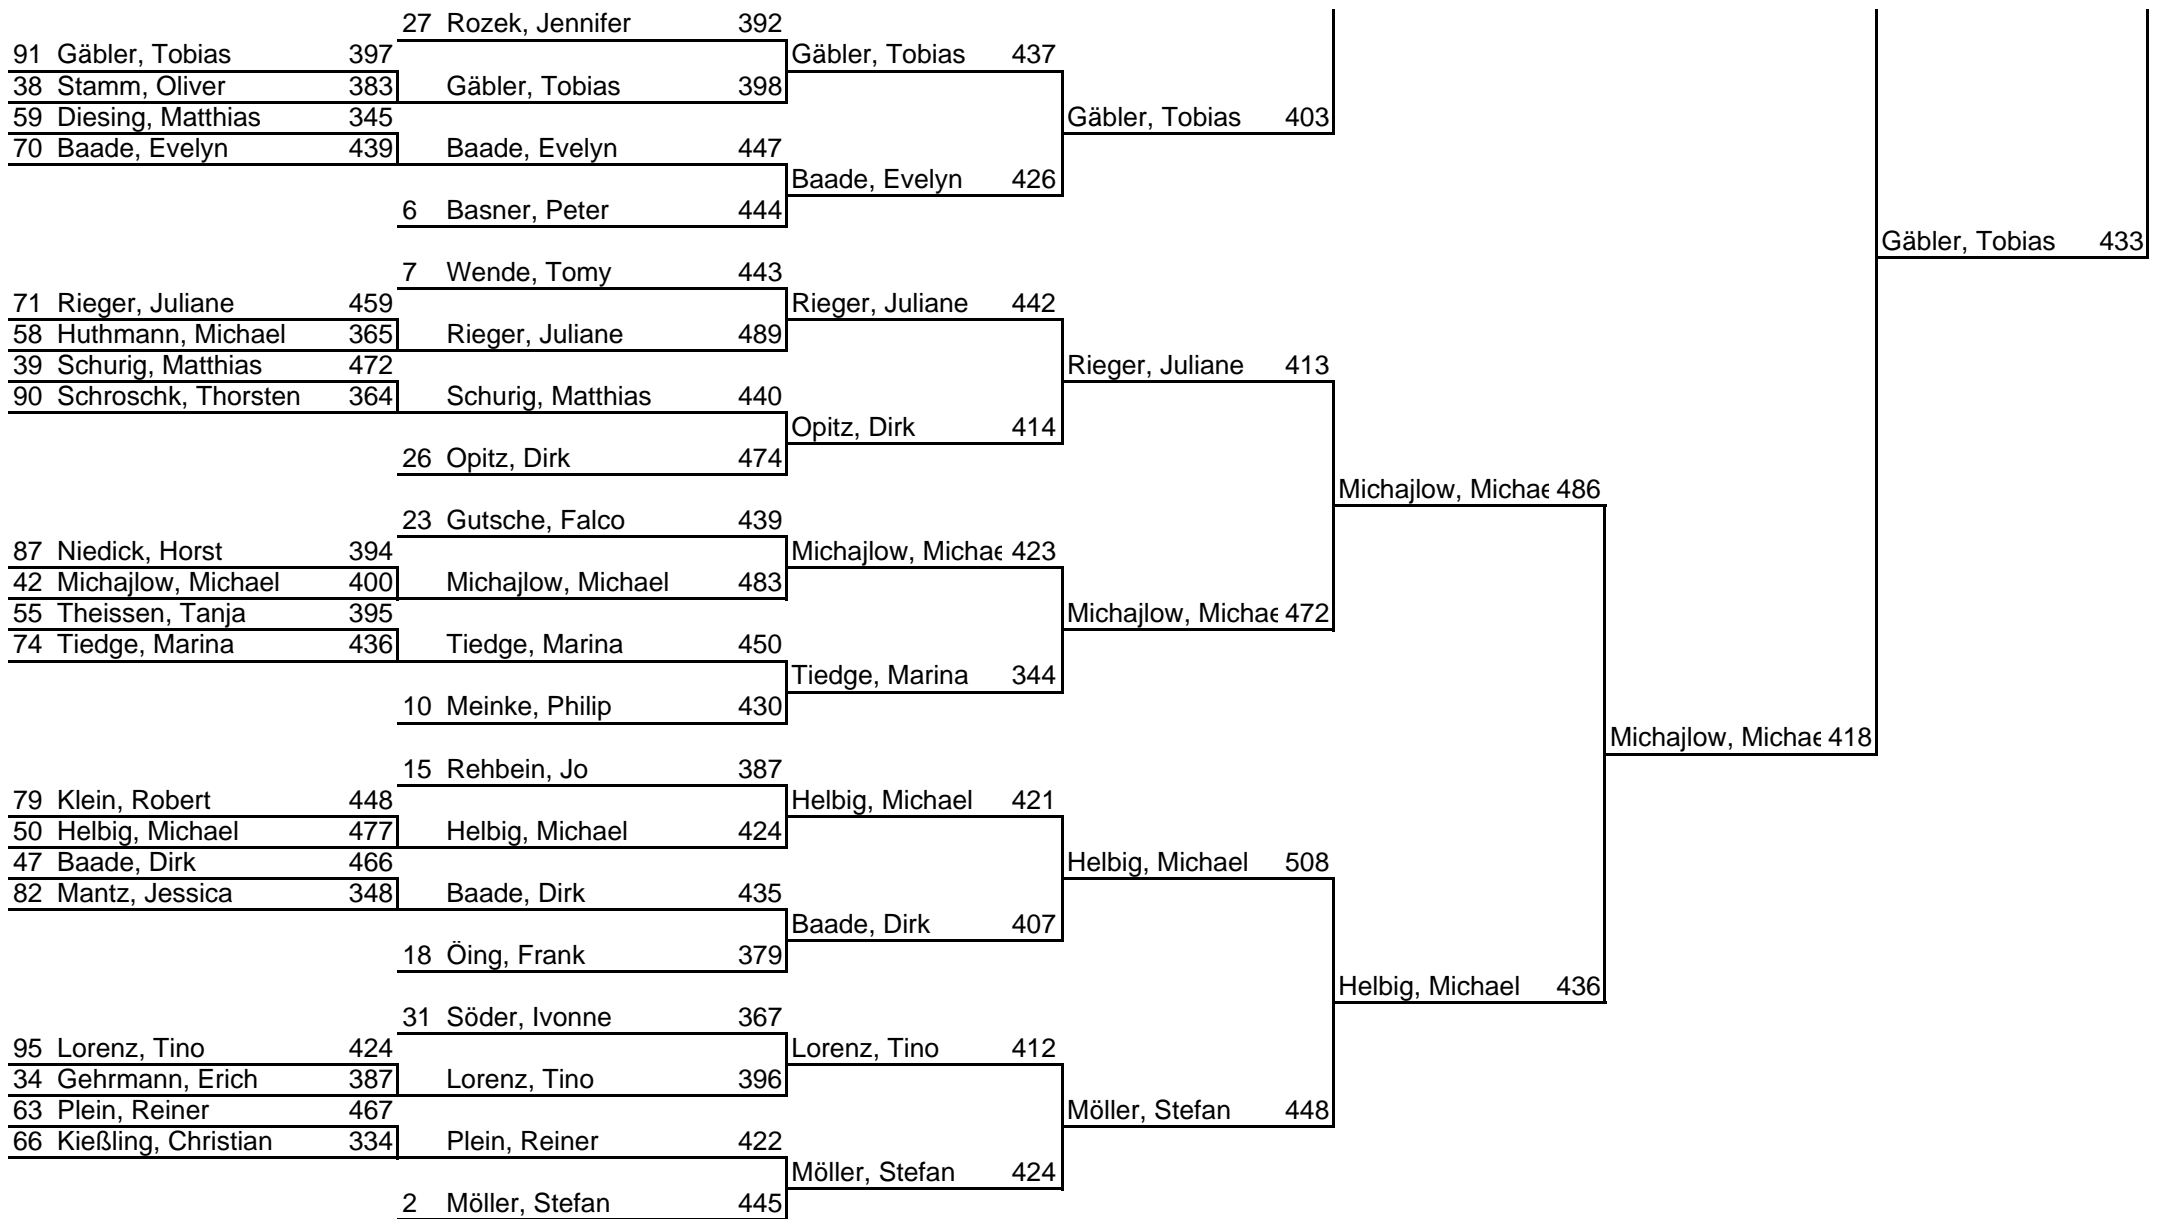 27 Rozek, Jennifer 392
91 Gäbler, Tobias 397 Gäbler, Tobias 437
38 Stamm, Oliver 383 Gäbler, Tobias 398
59 Diesing, Matthias 345 Gäbler, Tobias 403
70 Baade, Evelyn 439 Baade, Evelyn 447
Baade, Evelyn 426
6 Basner, Peter 444
Gäbler, Tobias 433
7 Wende, Tomy 443
71 Rieger, Juliane 459 Rieger, Juliane 442
58 Huthmann, Michael 365 Rieger, Juliane 489
39 Schurig, Matthias 472 Rieger, Juliane 413
90 Schroschk, Thorsten 364 Schurig, Matthias 440
Opitz, Dirk 414
26 Opitz, Dirk 474
Michajlow, Michae 486
23 Gutsche, Falco 439
87 Niedick, Horst 394 Michajlow, Michae 423
42 Michajlow, Michael 400 Michajlow, Michael 483
55 Theissen, Tanja 395 Michajlow, Michae 472
74 Tiedge, Marina 436 Tiedge, Marina 450
Tiedge, Marina 344
10 Meinke, Philip 430
Michajlow, Michae 418
15 Rehbein, Jo 387
79 Klein, Robert 448 Helbig, Michael 421
50 Helbig, Michael 477 Helbig, Michael 424
47 Baade, Dirk 466 Helbig, Michael 508
82 Mantz, Jessica 348 Baade, Dirk 435
Baade, Dirk 407
18 Öing, Frank 379
Helbig, Michael 436
31 Söder, Ivonne 367
95 Lorenz, Tino 424 Lorenz, Tino 412
34 Gehrmann, Erich 387 Lorenz, Tino 396
63 Plein, Reiner 467 Möller, Stefan 448
66 Kießling, Christian 334 Plein, Reiner 422
Möller, Stefan 424
2 Möller, Stefan 445